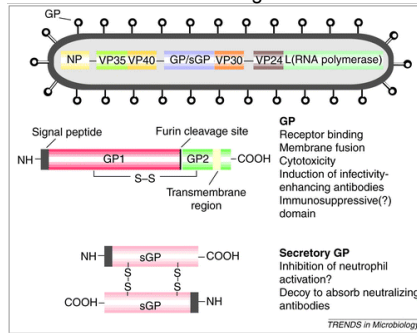 GP
NP
VP35
VP40
GP/sGP
VP30
VP24
L(RNA polymerase)
Signal peptide
Furin cleavage site
NH
GP1
GP2
COOH
S–S
Transmembrane
region
GP
Receptor binding
Membrane fusion
Cytotoxicity
Induction of infectivity-
enhancing antibodies
Immunosuppressive(?)
domain
NH
sGP
COOH
S S
S S
COOH
sGP
NH
Secretory GP
Inhibition of neutrophil
activation?
Decoy to absorb neutralizing
antibodies
TRENDS in Microbiology